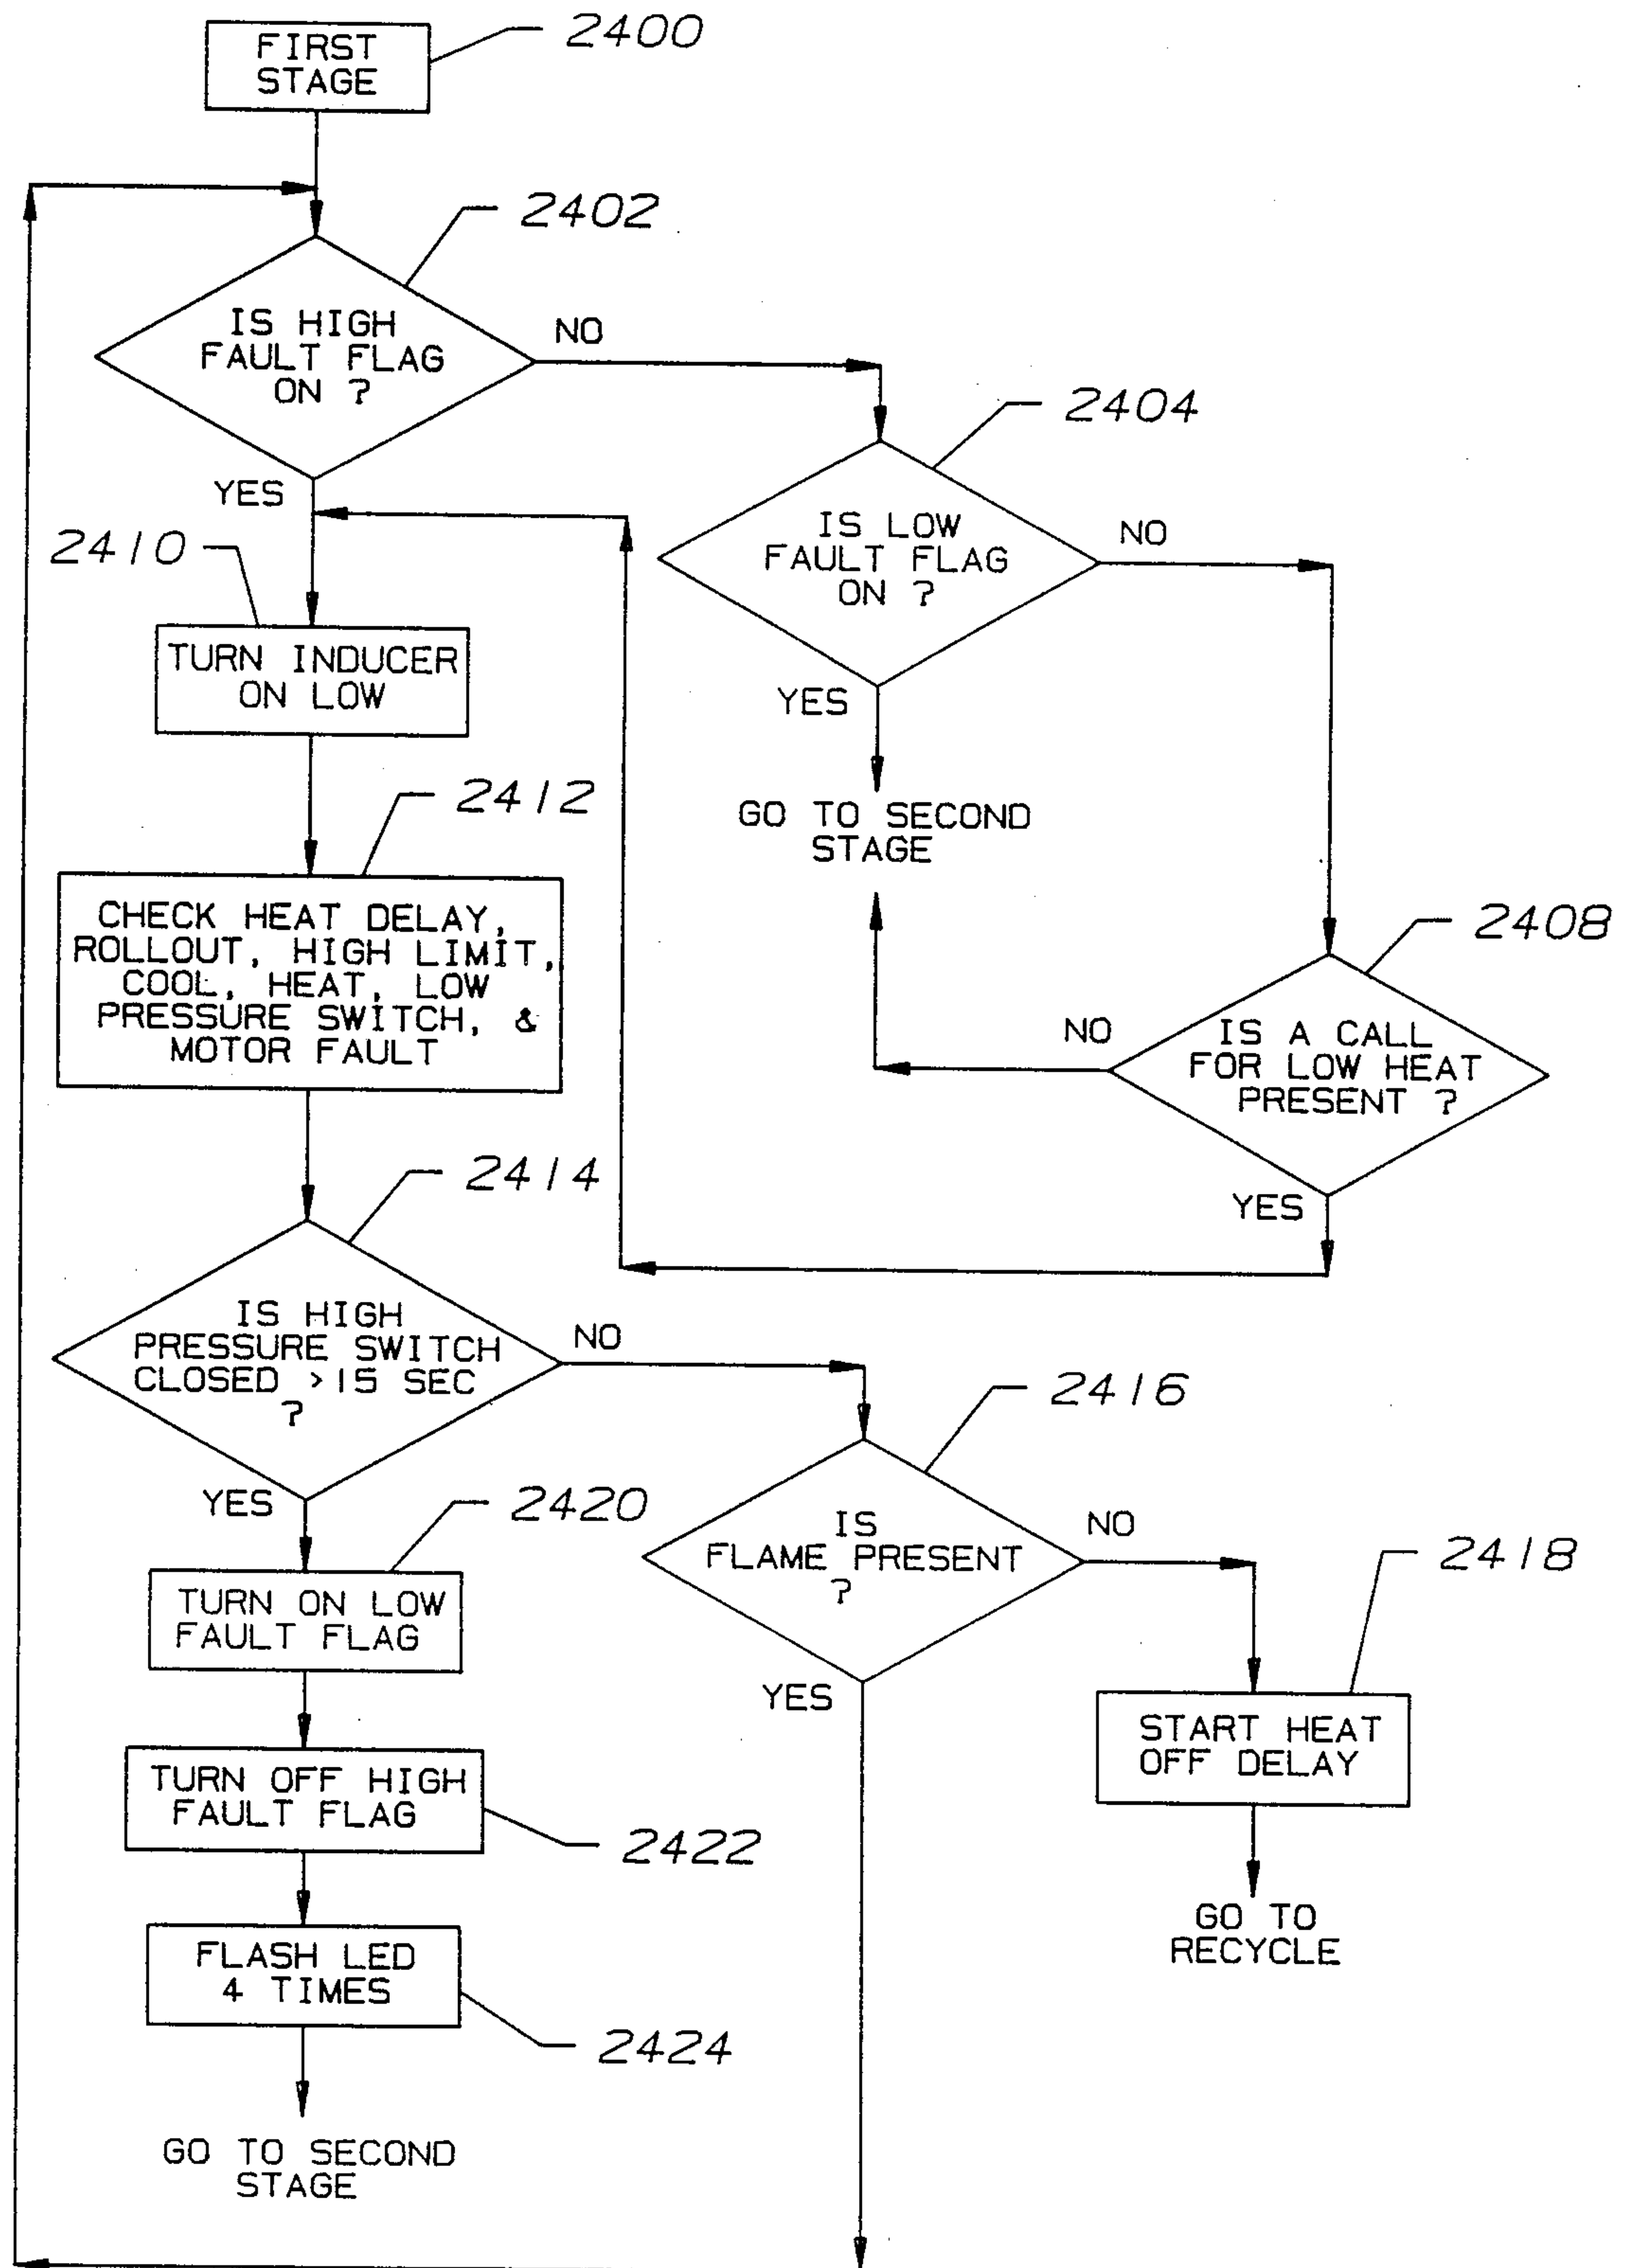 FIRST
STAGE
2400
2402
IS HIGH
FAULT FLAG
ON ?
NO
YES
2404
IS LOW
FAULT FLAG
ON ?
NO
YES
GO TO SECOND
STAGE
2408
IS A CALL
FOR LOW HEAT
PRESENT ?
NO
YES
2410
TURN INDUCER
ON LOW
2412
CHECK HEAT DELAY,
ROLLOUT, HIGH LIMIT,
COOL, HEAT, LOW
PRESSURE SWITCH, &
MOTOR FAULT
2414
IS HIGH
PRESSURE SWITCH
CLOSED >15 SEC
?
NO
YES
2416
IS
FLAME PRESENT
?
NO
YES
2418
START HEAT
OFF DELAY
GO TO
RECYCLE
2420
TURN ON LOW
FAULT FLAG
TURN OFF HIGH
FAULT FLAG
2422
FLASH LED
4 TIMES
2424
GO TO SECOND
STAGE